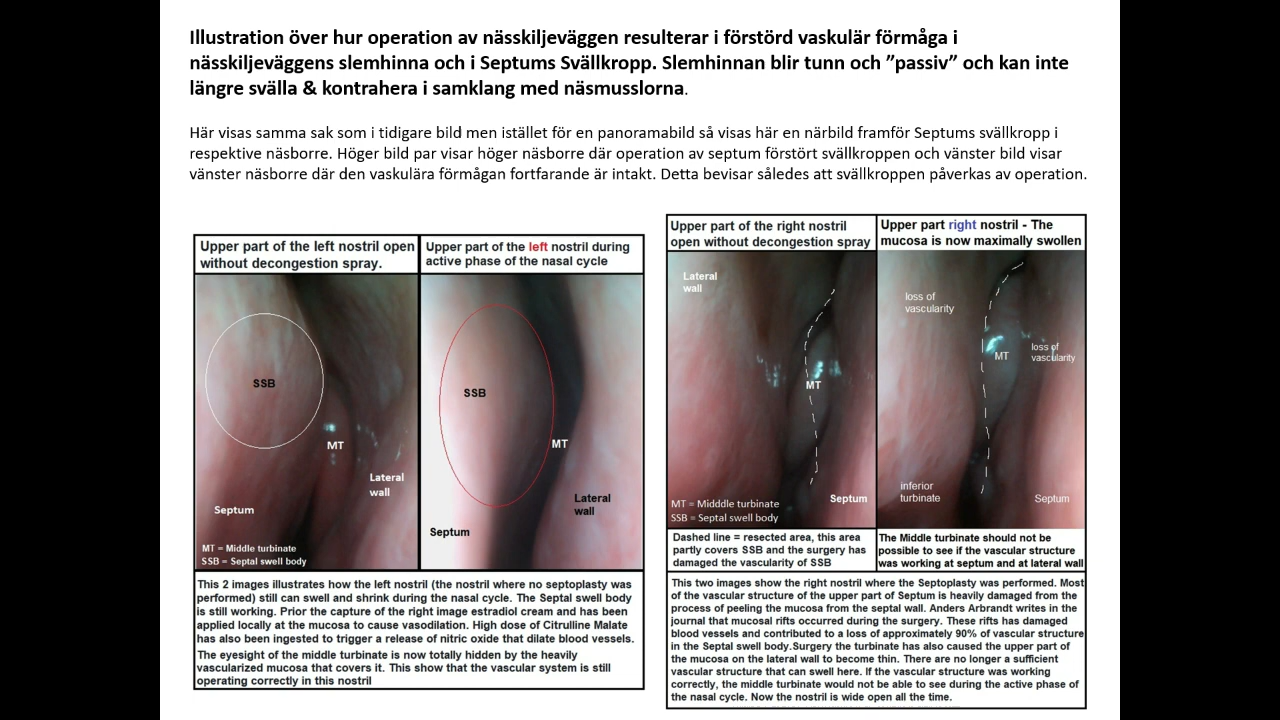 Illustration över hur operation av nässkiljeväggen resulterar i förstörd vaskulär förmåga i
nässkiljeväggens slemhinna och i Septums Svällkropp. Slemhinnan blir tunn och ”passiv” och kan inte
längre svälla & kontrahera i samklang med näsmusslorna.
Här visas samma sak som i tidigare bild men istället för en panoramabild så visas här en närbild framför Septums svällkropp i
respektive näsborre. Höger bild par visar höger näsborre där operation av septum förstört svällkroppen och vänster bild visar
vänster näsborre där den vaskulära förmågan fortfarande är intakt. Detta bevisar således att svällkroppen påverkas av operation.
Upper part of the left nostril open
without decongestion spray.
Upper part of the left nostril during
active phase of the nasal cycle
SSB
MT
Lateral
wall
Septum
MT = Middle turbinate
SSB = Septal swell body
SSB
MT
Lateral
wall
Septum
This 2 images illustrates how the left nostril (the nostril where no septoplasty was
performed) still can swell and shrink during the nasal cycle. The Septal swell body
is still working. Prior the capture of the right image estradiol cream and has been
applied locally at the mucosa to cause vasodilation. High dose of Citrulline Malate
has also been ingested to trigger a release of nitric oxide that dilate blood vessels.
The eyesight of the middle turbinate is now totally hidden by the heavily
vascularized mucosa that covers it. This show that the vascular system is still
operating correctly in this nostril
Upper part of the right nostril
open without decongestion spray
Upper part right nostril - The
mucosa is now maximally swollen
Lateral
wall
MT
MT = Midddle turbinate
SSB = Septal swell body
Septum
loss of
vascularity
MT
loss of
vascularity
inferior
turbinate
Septum
Dashed line = resected area, this area
partly covers SSB and the surgery has
damaged the vascularity of SSB
The Middle turbinate should not be
possible to see if the vascular structure
was working at septum and at lateral wall
This two images show the right nostril where the Septoplasty was performed. Most
of the vascular structure of the upper part of Septum is heavily damaged from the
process of peeling the mucosa from the septal wall. Anders Arbrandt writes in the
journal that mucosal rifts occurred during the surgery. These rifts has damaged
blood vessels and contributed to a loss of approximately 90% of vascular structure
in the Septal swell body.Surgery the turbinate has also caused the upper part of
the mucosa on the lateral wall to become thin. There are no longer a sufficient
vascular structure that can swell here. If the vascular structure was working
correctly, the middle turbinate would not be able to see during the active phase of
the nasal cycle. Now the nostril is wide open all the time.